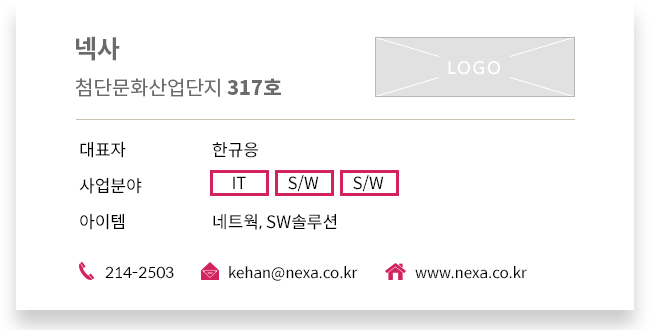 넥사
첨단문화산업단지 317호
LOGO
대표자 한규응
사업분야 IT S/W S/W
아이템 네트웍, SW솔루션
214-2503 kehan@nexa.co.kr www.nexa.co.kr